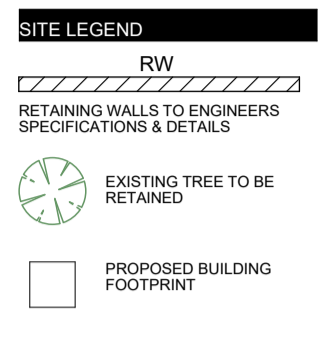 SITE LEGEND
RW
RETAINING WALLS TO ENGINEERS
SPECIFICATIONS & DETAILS
EXISTING TREE TO BE
RETAINED
PROPOSED BUILDING
FOOTPRINT